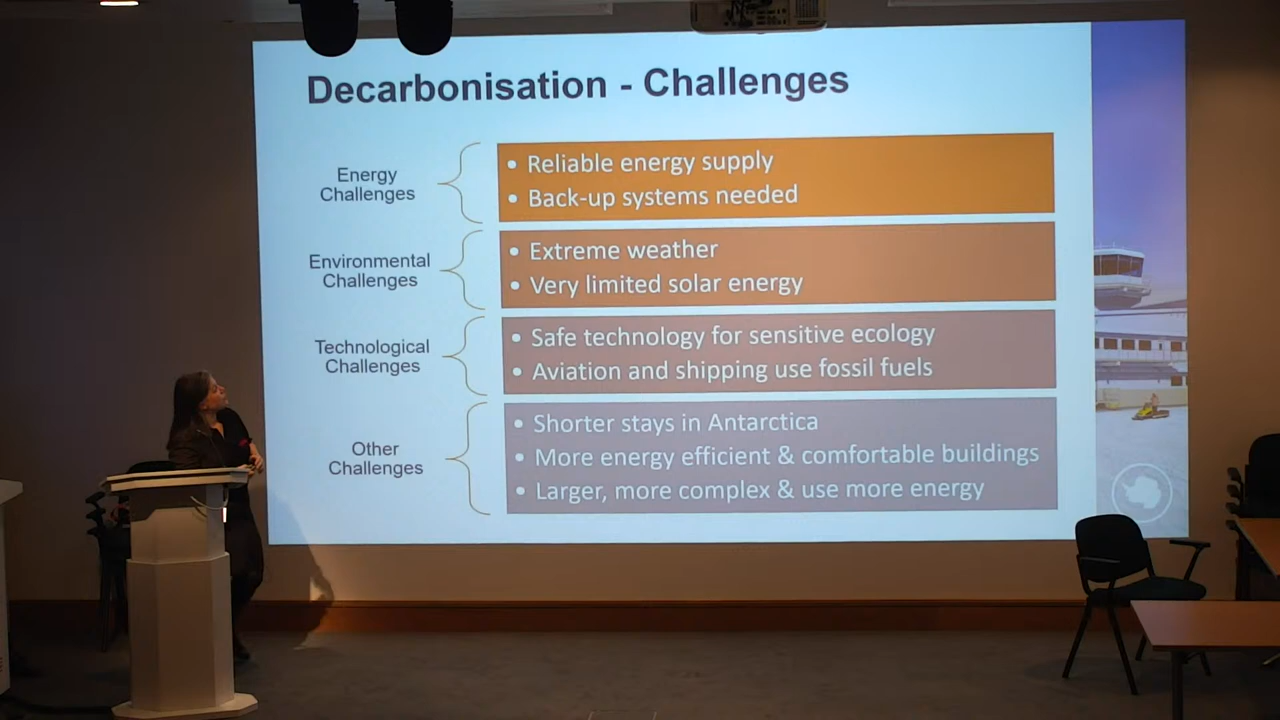 Decarbonisation - Challenges
Energy
Challenges
• Reliable energy supply
• Back-up systems needed
Environmental
Challenges
• Extreme weather
• Very limited solar energy
Technological
Challenges
• Safe technology for sensitive ecology
• Aviation and shipping use fossil fuels
Other
Challenges
• Shorter stays in Antarctica
• More energy efficient & comfortable buildings
• Larger, more complex & use more energy